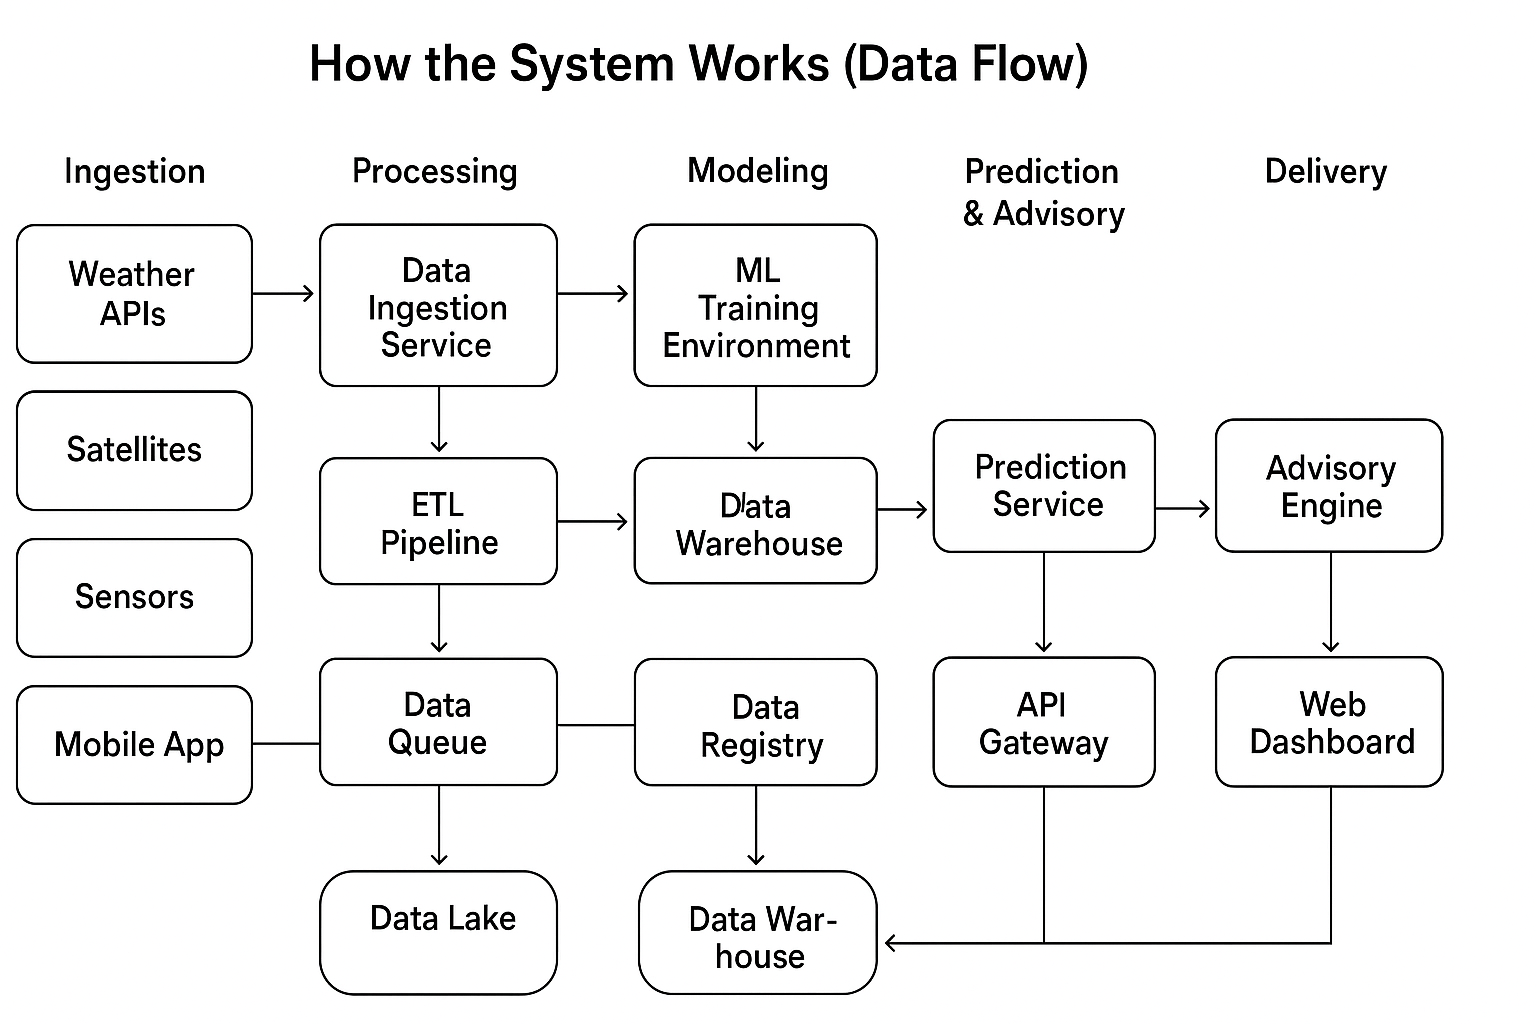 How the System Works (Data Flow)
Ingestion
Processing
Modeling
Prediction
& Advisory
Delivery
Weather
APIs
Data
Ingestion
Service
ML
Training
Environment
Satellites
ETL
Pipeline
Data
Warehouse
Prediction
Service
Advisory
Engine
Sensors
Mobile App
Data
Queue
Data
Registry
API
Gateway
Web
Dashboard
Data Lake
Data War-
house